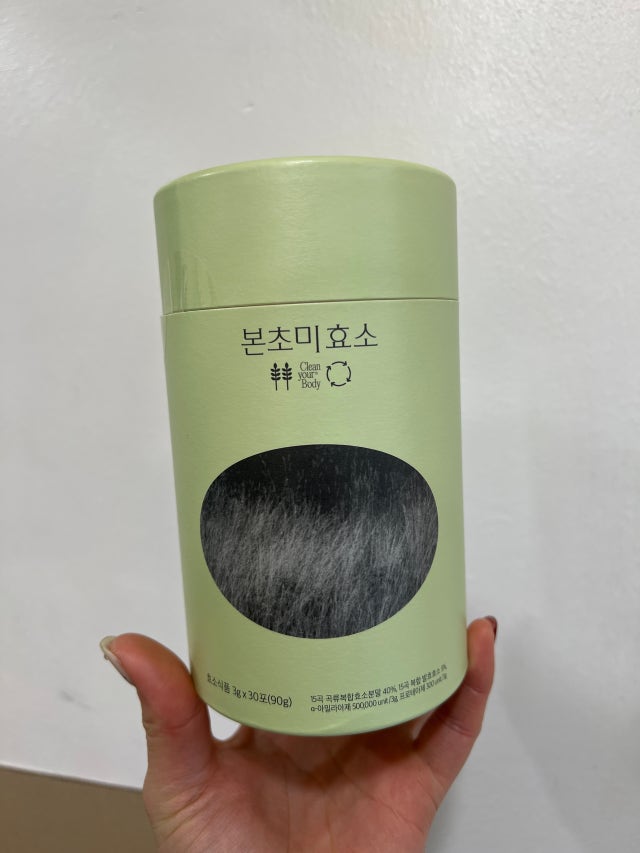 본초미 효소
Clean
your
Body
효소식품 3g x 30포(90g)
15곡 곡류복합효소분말 40%, 15곡 복합 발효효소 5%,
α-아밀라아제 500,000 unit /3g, 프로테아제 300 unit/3g